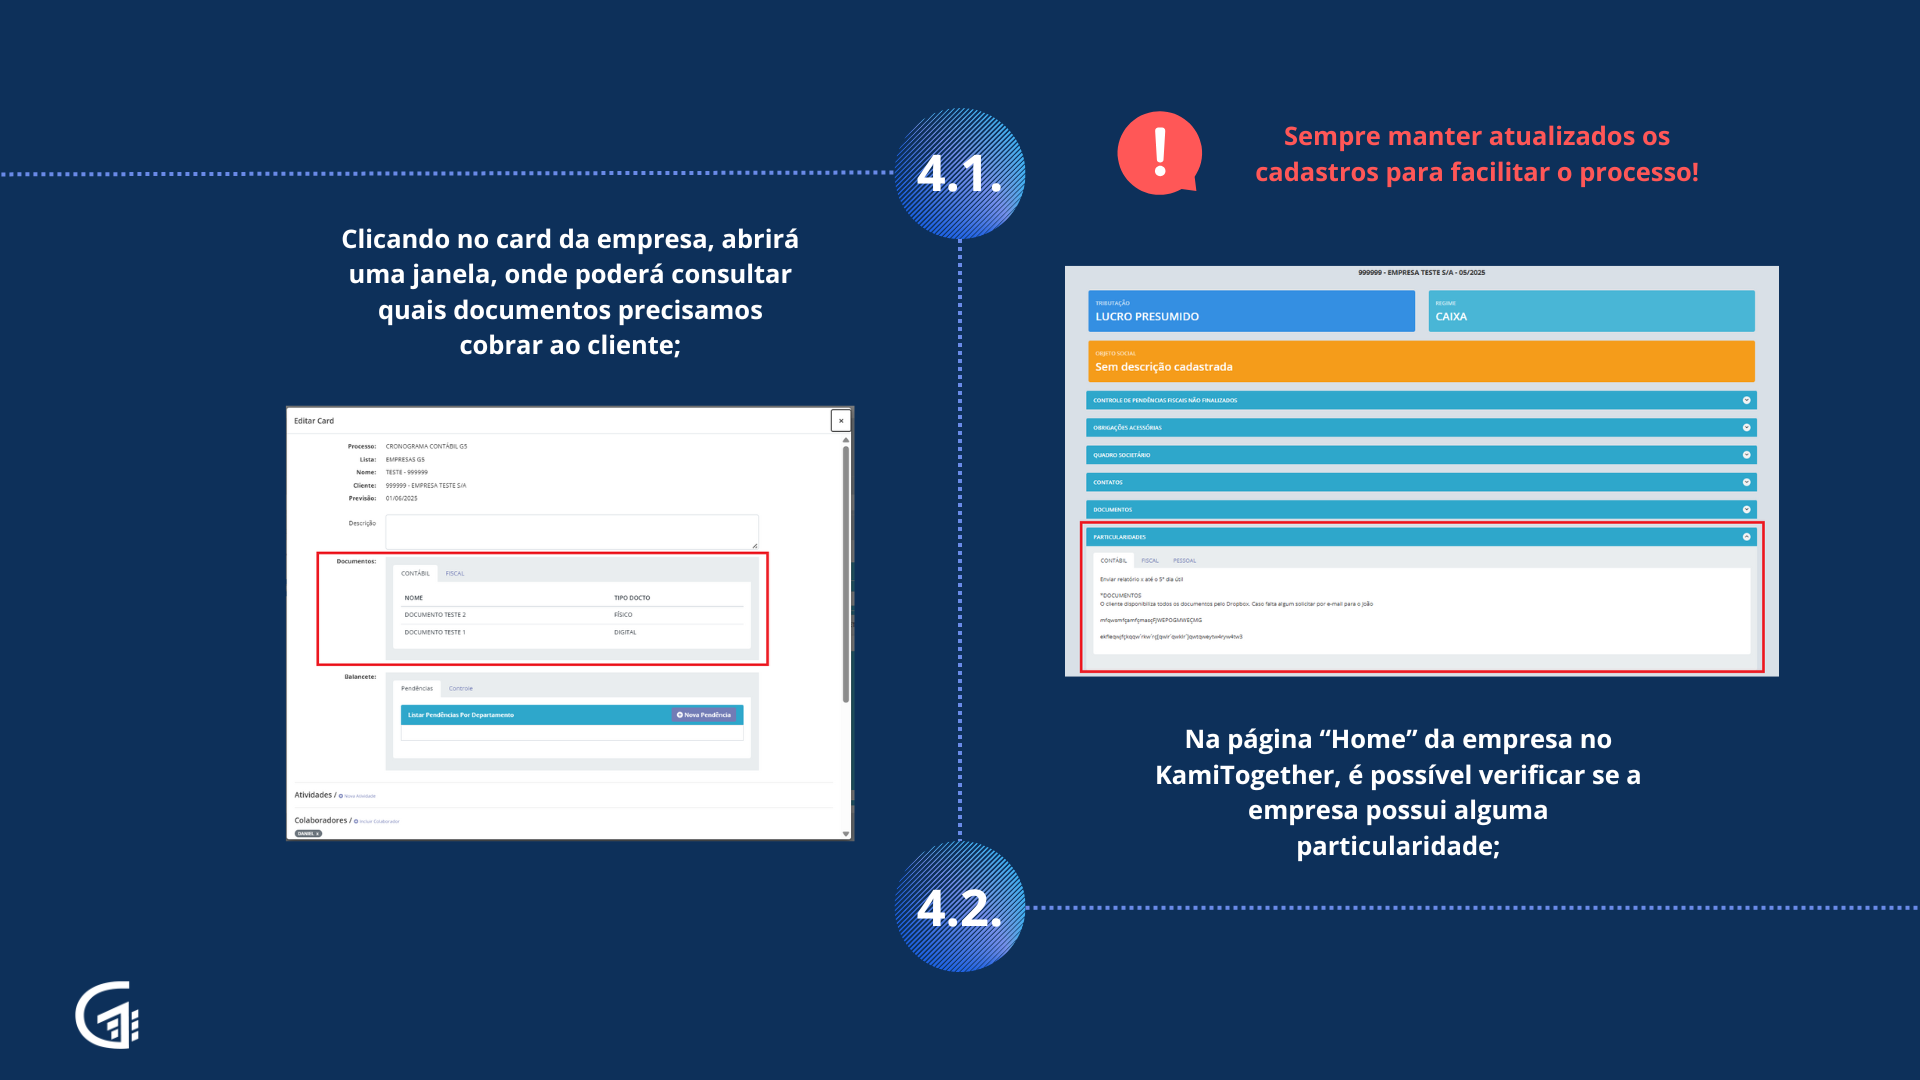 4.1.
Clicando no card da empresa, abrirá
uma janela, onde poderá consultar
quais documentos precisamos
cobrar ao cliente;
Editar Card
×
Processo: CRONOGRAMA CONTÁBIL G5
Lista: EMPRESAS G5
Nome: TESTE - 999999
Cliente: 999999 - EMPRESA TESTE S/A
Previsão: 01/06/2025
Descrição
Documentos:
CONTÁBIL FISCAL
NOME TIPO DOCTO
DOCUMENTO TESTE 2 FÍSICO
DOCUMENTO TESTE 1 DIGITAL
Balancete:
Pendências Controle
Listar Pendências Por Departamento Nova Pendência
Atividades / Nova Atividade
Colaboradores / Incluir Colaborador
DANIEL x
!
Sempre manter atualizados os
cadastros para facilitar o processo!
999999 - EMPRESA TESTE S/A - 05/2025
TRIBUTAÇÃO
LUCRO PRESUMIDO
REGIME
CAIXA
OBJETO SOCIAL
Sem descrição cadastrada
CONTROLE DE PENDÊNCIAS FISCAIS NÃO FINALIZADOS
OBRIGAÇÕES ACESSÓRIAS
QUADRO SOCIETÁRIO
CONTATOS
DOCUMENTOS
PARTICULARIDADES
CONTÁBIL FISCAL PESSOAL
Enviar relatório x até o 5º dia útil
*DOCUMENTOS
O cliente disponibiliza todos os documentos pelo Dropbox. Caso falta algum solicitar por e-mail para o João
Na página “Home” da empresa no
KamiTogether, é possível verificar se a
empresa possui alguma
particularidade;
4.2.